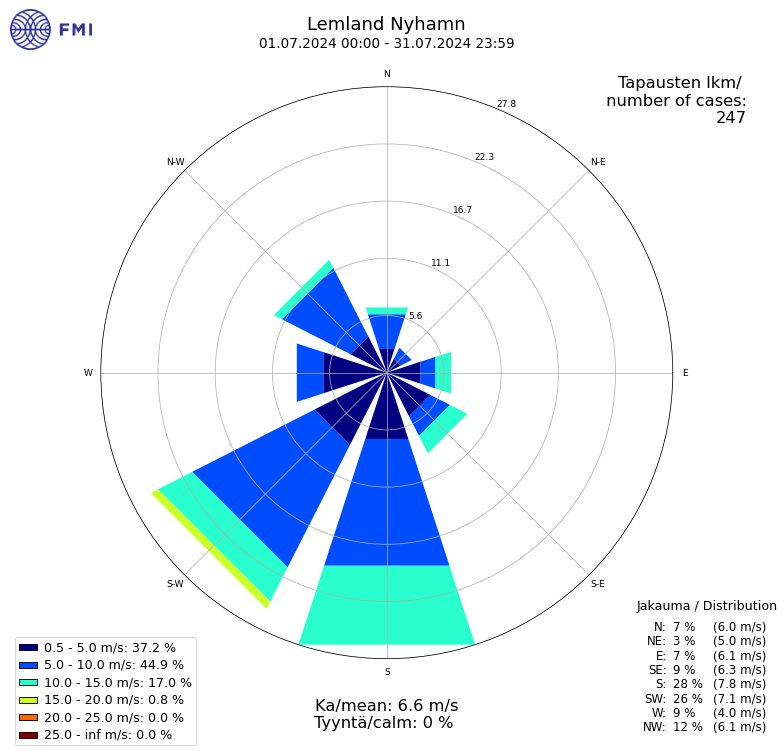 FMI
Lemland Nyhamn
01.07.2024 00:00 - 31.07.2024 23:59
Tapausten lkm/
number of cases:
247
N
N-E
E
S-E
S
S-W
W
N-W
27.8
22.3
16.7
11.1
5.6
0.5 - 5.0 m/s: 37.2 %
5.0 - 10.0 m/s: 44.9 %
10.0 - 15.0 m/s: 17.0 %
15.0 - 20.0 m/s: 0.8 %
20.0 - 25.0 m/s: 0.0 %
25.0 - inf m/s: 0.0 %
Ka/mean: 6.6 m/s
Tyyntä/calm: 0 %
Jakauma / Distribution
N: 7 % (6.0 m/s)
NE: 3 % (5.0 m/s)
E: 7 % (6.1 m/s)
SE: 9 % (6.3 m/s)
S: 28 % (7.8 m/s)
SW: 26 % (7.1 m/s)
W: 9 % (4.0 m/s)
NW: 12 % (6.1 m/s)